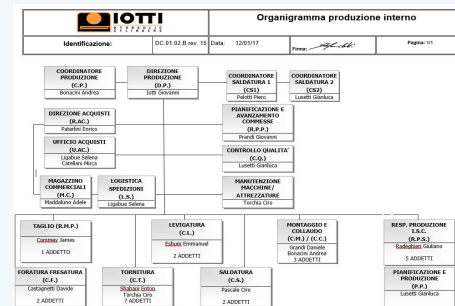 IOTTI
Organigramma produzione interno
Identificazione:
DC.01.02.B rev. 15
Data: 12/01/17
Firma:
Pagina: 1/1
COORDINATORE
PRODUZIONE
(C.P.)
Bonacini Andrea
DIREZIONE
PRODUZIONE
(D.P.)
Iotti Giovanni
COORDINATORE
SALDATURA 1
(CS1)
Peletti Piero
COORDINATORE
SALDATURA 2
(CS2)
Lusetti Gianluca
DIREZIONE ACQUISTI
(R.AC.)
Paterlini Enrico
PIANIFICAZIONE E
AVANZAMENTO
COMMESSE
(R.P.P.)
Prandi Giovanni
UFFICIO ACQUISTI
(U.AC.)
Ligabue Selena
Catellani Mirca
CONTROLLO QUALITA'
(C.Q.)
Lusetti Gianluca
MAGAZZINO
COMMERCIALI
(M.C.)
Maddaluno Adele
LOGISTICA
SPEDIZIONI
(L.S.)
Ligabue Selena
MANUTENZIONE
MACCHINE/
ATTREZZATURE
Torchia Ciro
TAGLIO (R.M.P.)
James
1 ADDETTO
LEVIGATURA
(C.L.)
Emmanuel
2 ADDETTI
MONTAGGIO E
COLLAUDO
(C.M.) / (C.C.)
Grandi Daniele
Bonacini Andrea
3 ADDETTI
RESP. PRODUZIONE
I.S.C.
(R.P.S.)
Radeghieri Giuliano
5 ADDETTI
FORATURA FRESATURA
(C.F.)
Castagnetti Davide
2 ADDETTI
TORNITURA
(C.T.)
Shabani Enton
Torchia Ciro
7 ADDETTI
SALDATURA
(C.S.)
Pascale Ciro
2 ADDETTI
PIANIFICAZIONE E
PRODUZIONE
(P.P.)
Lusetti Gianluca